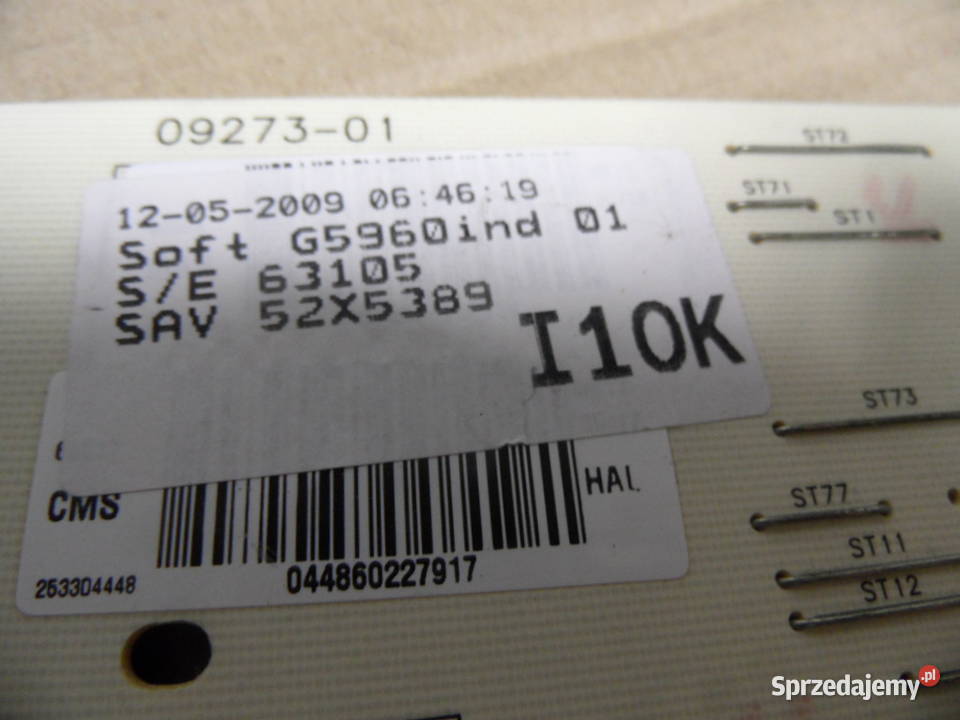 09273-01
12-05-2009 06:46:19
Soft G5960ind 01
S/E 63105
SAV 52X5389
I10K
CMS
HAL
253304448
044860227917
ST72
ST71
ST1
ST73
ST77
ST11
ST12
Sprzedajemy.pl